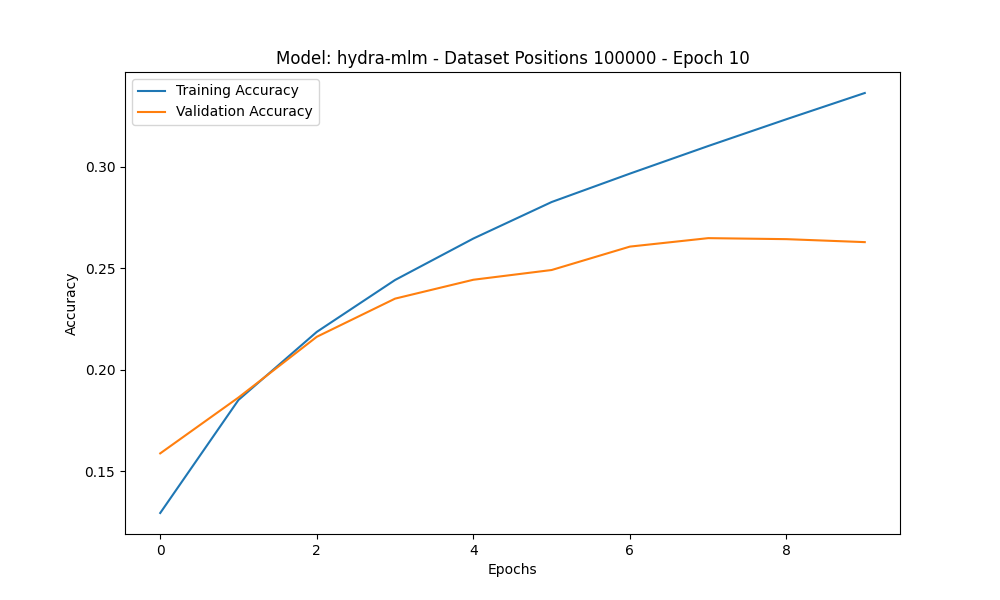 Model: hydra-mlm - Dataset Positions 100000 - Epoch 10
Training Accuracy
Validation Accuracy
0.30
0.25
0.20
0.15
Accuracy
0 2 4 6 8
Epochs